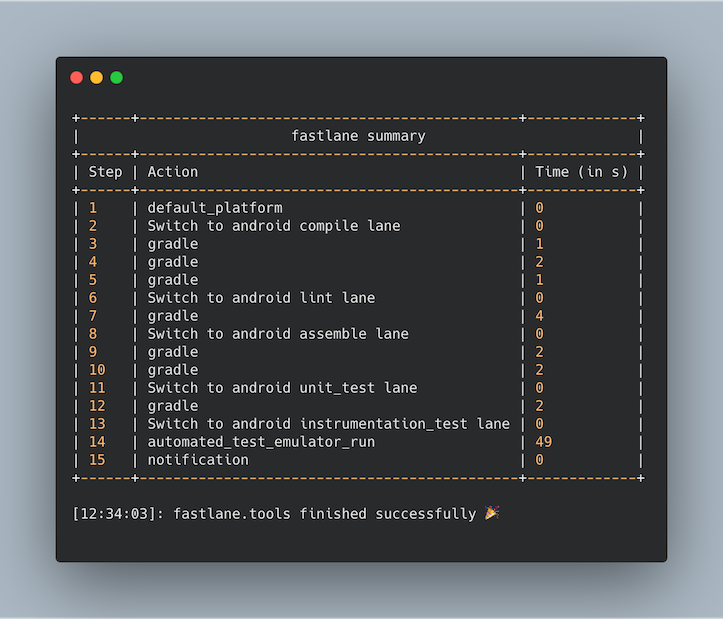 +------+---------------------------------------------+-------------+
|                          fastlane summary                          |
+------+---------------------------------------------+-------------+
| Step | Action                                      | Time (in s) |
+------+---------------------------------------------+-------------+
| 1    | default_platform                            | 0           |
| 2    | Switch to android compile lane              | 0           |
| 3    | gradle                                      | 1           |
| 4    | gradle                                      | 2           |
| 5    | gradle                                      | 1           |
| 6    | Switch to android lint lane                 | 0           |
| 7    | gradle                                      | 4           |
| 8    | Switch to android assemble lane             | 0           |
| 9    | gradle                                      | 2           |
| 10   | gradle                                      | 2           |
| 11   | Switch to android unit_test lane            | 0           |
| 12   | gradle                                      | 2           |
| 13   | Switch to android instrumentation_test lane | 0           |
| 14   | automated_test_emulator_run                 | 49          |
| 15   | notification                                | 0           |
+------+---------------------------------------------+-------------+
[12:34:03]: fastlane.tools finished successfully 🎉